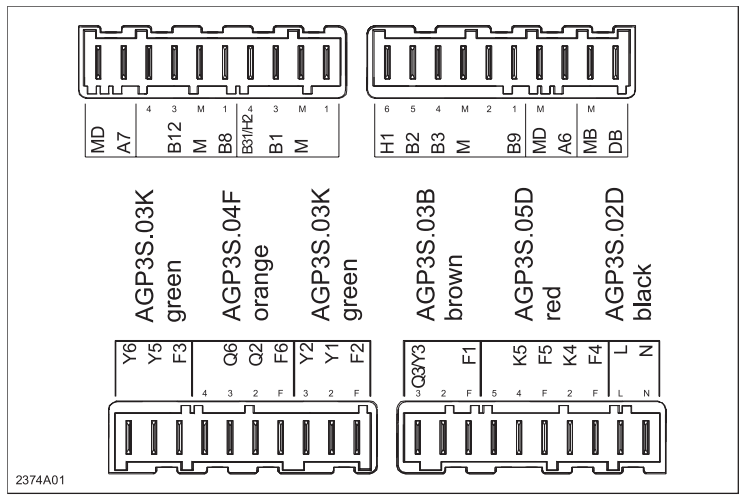 4 3 M 1 4 3 M 1
MD A7 B12 M B8 B31/H2 B1 M
6 5 4 M 2 1 M M
H1 B2 B3 M B9 MD A6 MB DB
AGP3S.03K
green
AGP3S.04F
orange
AGP3S.03K
green
AGP3S.03B
brown
AGP3S.05D
red
AGP3S.02D
black
Y6 Y5 F3 Q6 Q2 F6 Y2 Y1 F2
4 3 2 F 3 2 F
Q3/Y3 F1 K5 F5 K4 F4 L N
3 2 F 5 4 F 2 F L N
2374A01